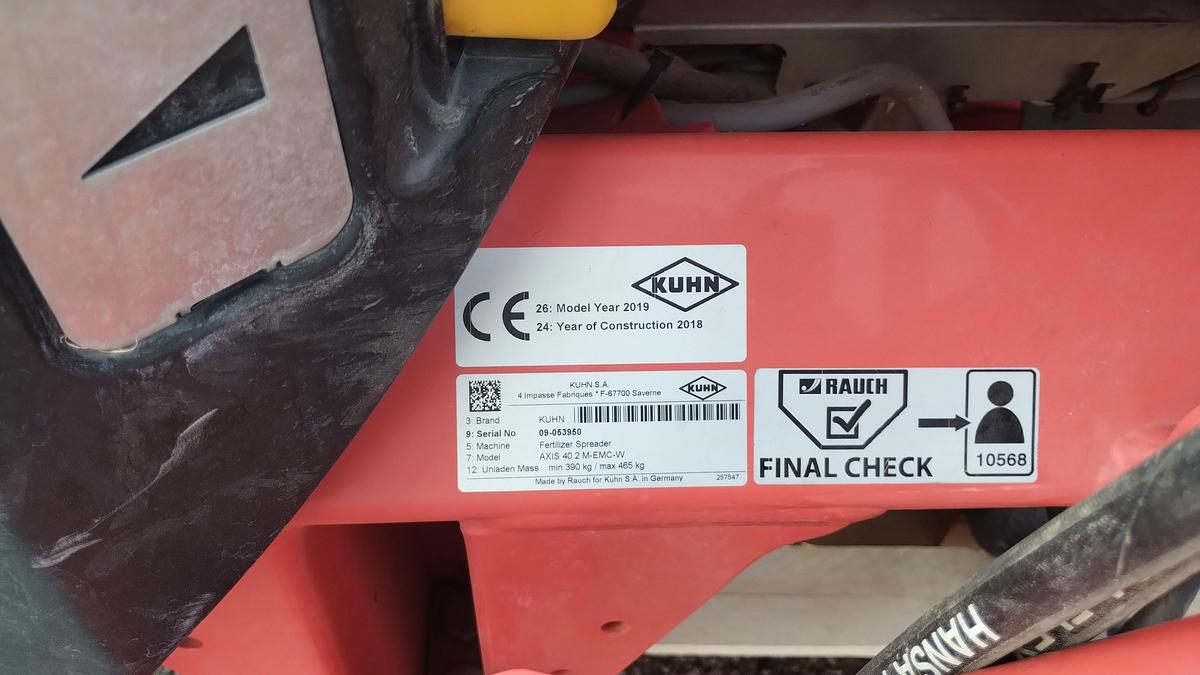 CE
KUHN
26: Model Year 2019
24: Year of Construction 2018
KUHN S.A.
4 Impasse Fabriques * F-67700 Saverne
KUHN
3: Brand KUHN
9: Serial No 09-053950
5: Machine Fertilizer Spreader
7: Model AXIS 40.2 M-EMC-W
12: Unladen Mass min 390 kg / max 465 kg
Made by Rauch for Kuhn S.A. in Germany 257547
RAUCH
FINAL CHECK
10568